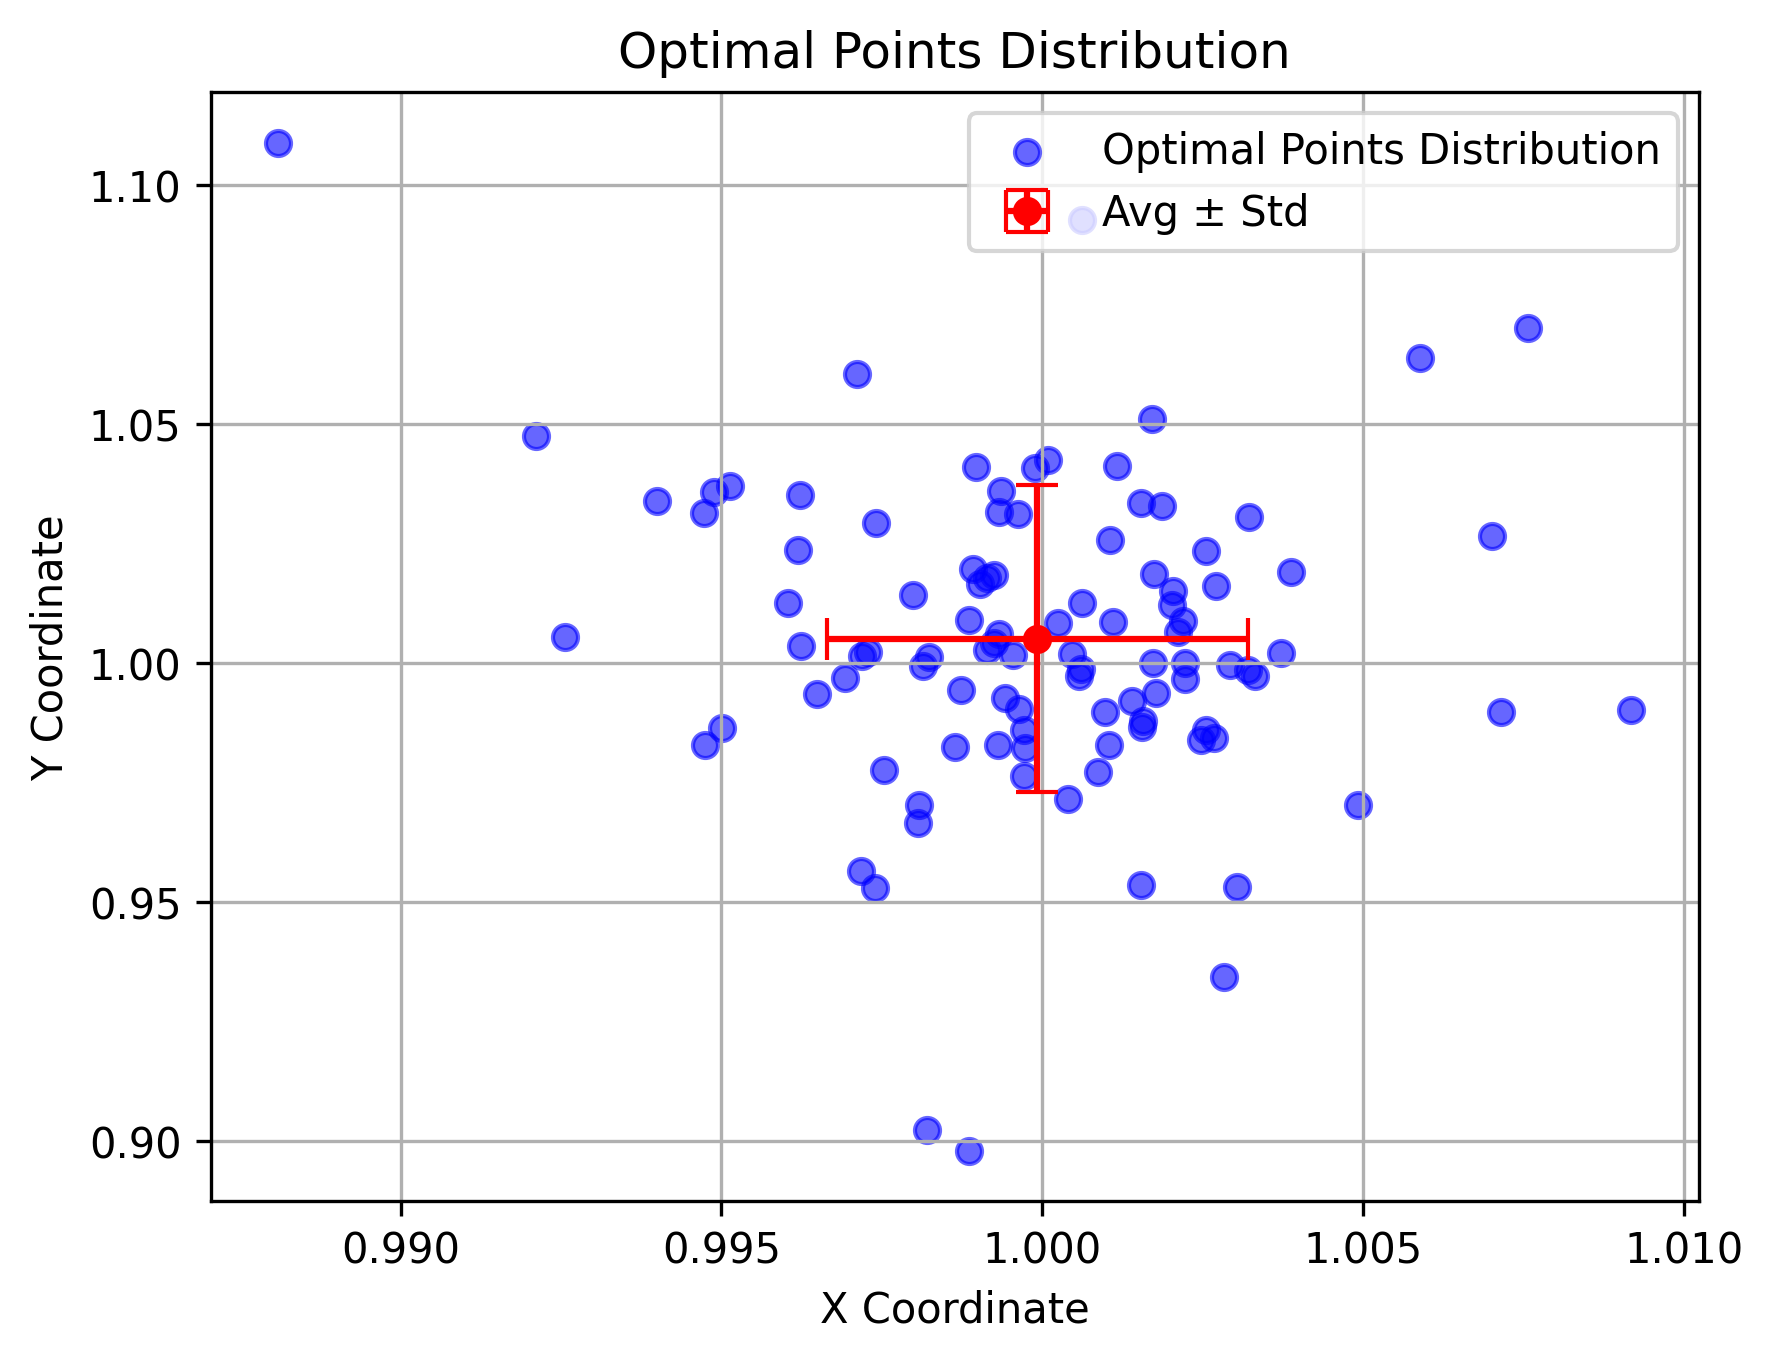 Optimal Points Distribution
Optimal Points Distribution
Avg ± Std
1.10
1.05
1.00
0.95
0.90
Y Coordinate
0.990 0.995 1.000 1.005 1.010
X Coordinate